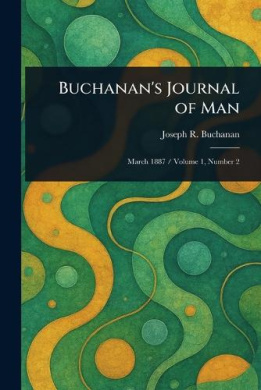 Buchanan's Journal
of Man
Joseph R. Buchanan
March 1887 / Volume 1, Number 2